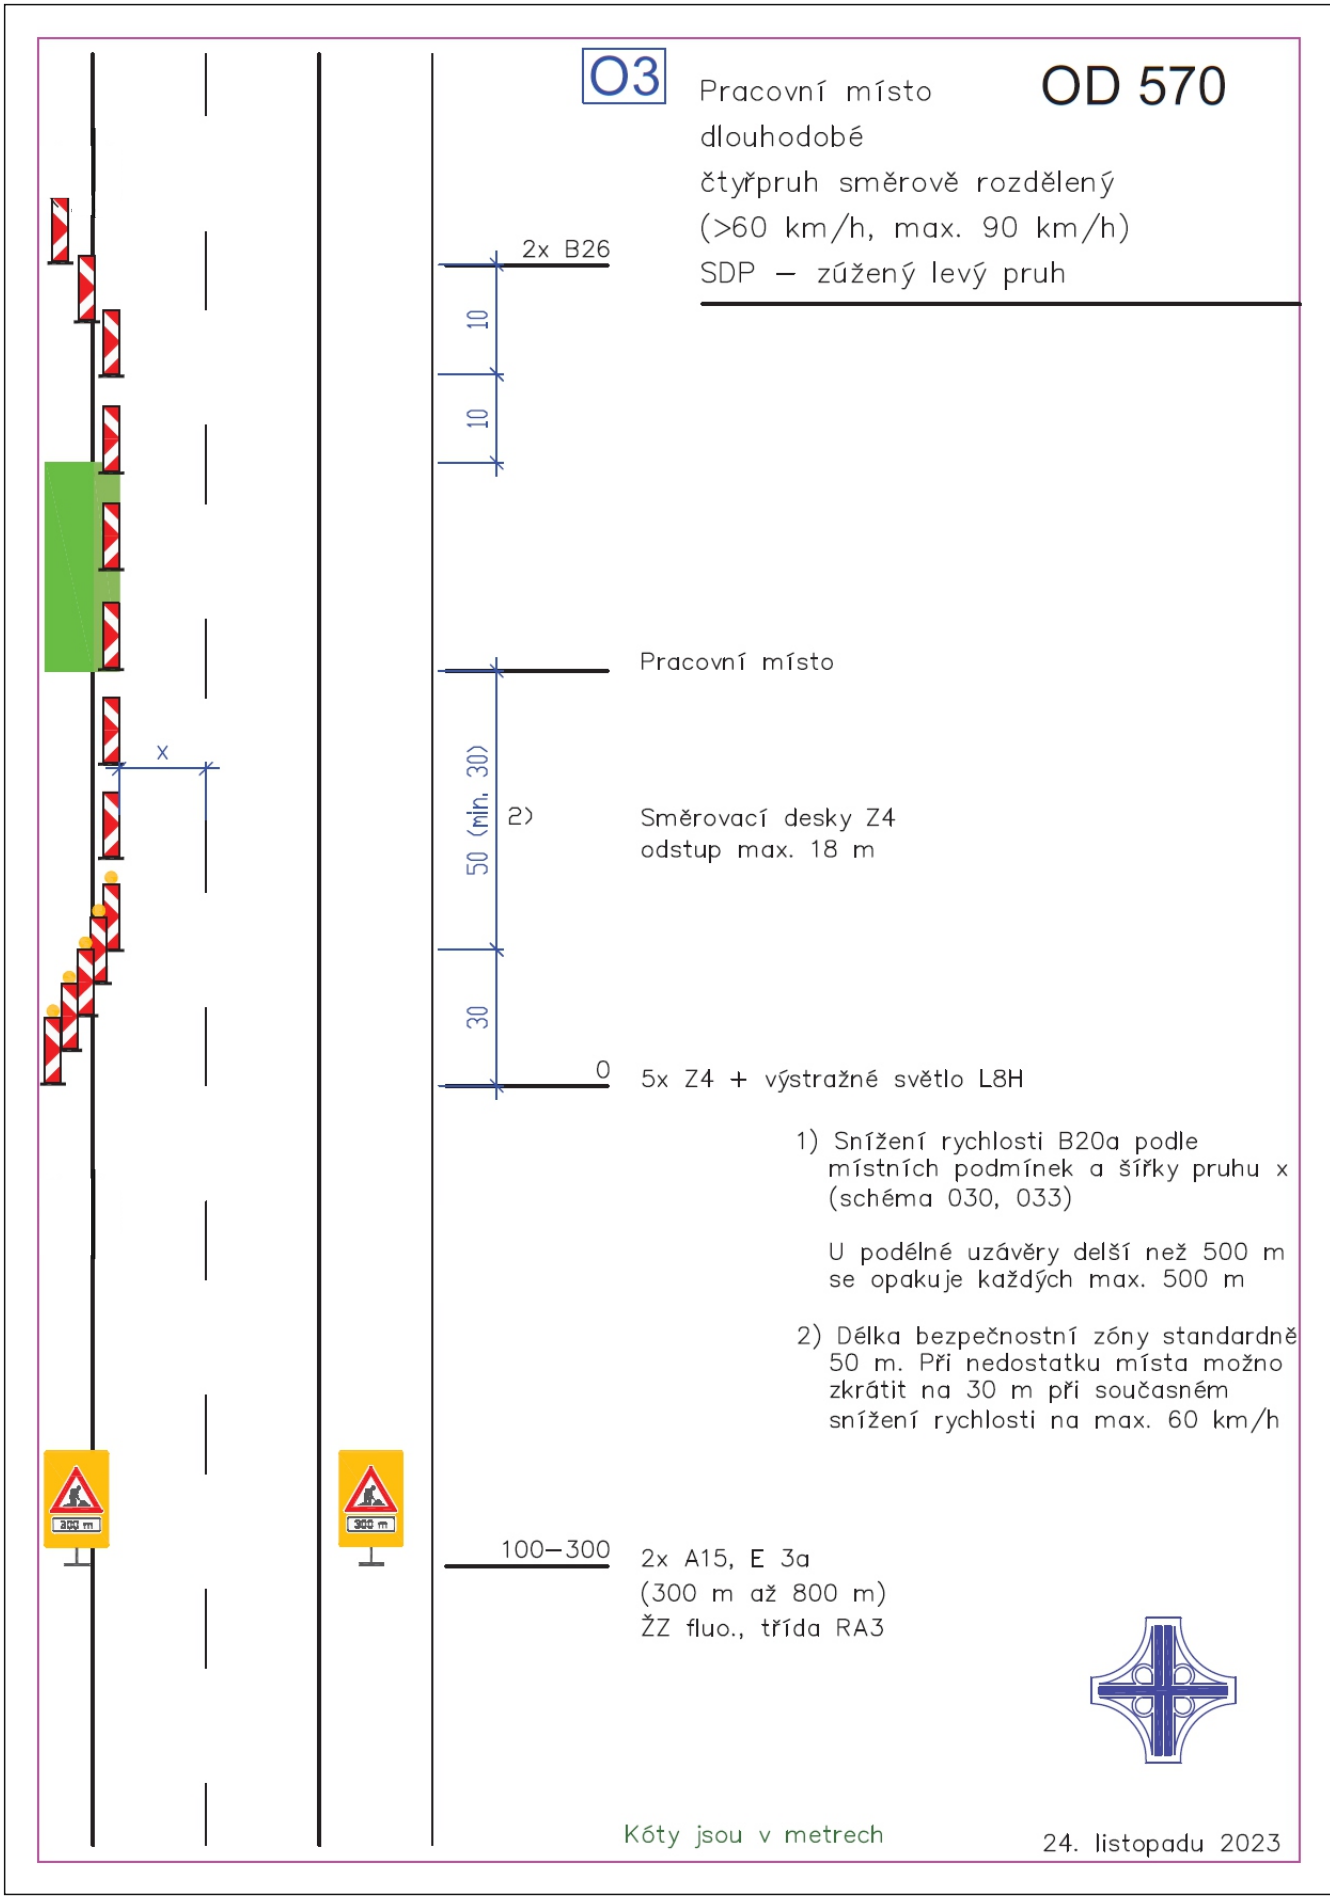 O3
OD 570
Pracovní místo
dlouhodobé
čtyřpruh směrově rozdělený
(>60 km/h, max. 90 km/h)
SDP – zúžený levý pruh
2x B26
10
10
Pracovní místo
x
50 (min. 30)
2)
Směrovací desky Z4
odstup max. 18 m
30
0
5x Z4 + výstražné světlo L8H
1) Snížení rychlosti B20a podle
místních podmínek a šířky pruhu x
(schéma 030, 033)
U podélné uzávěry delší než 500 m
se opakuje každých max. 500 m
2) Délka bezpečnostní zóny standardně
50 m. Při nedostatku místa možno
zkrátit na 30 m při současném
snížení rychlosti na max. 60 km/h
300 m
300 m
100–300
2x A15, E 3a
(300 m až 800 m)
ŽZ fluo., třída RA3
Kóty jsou v metrech
24. listopadu 2023